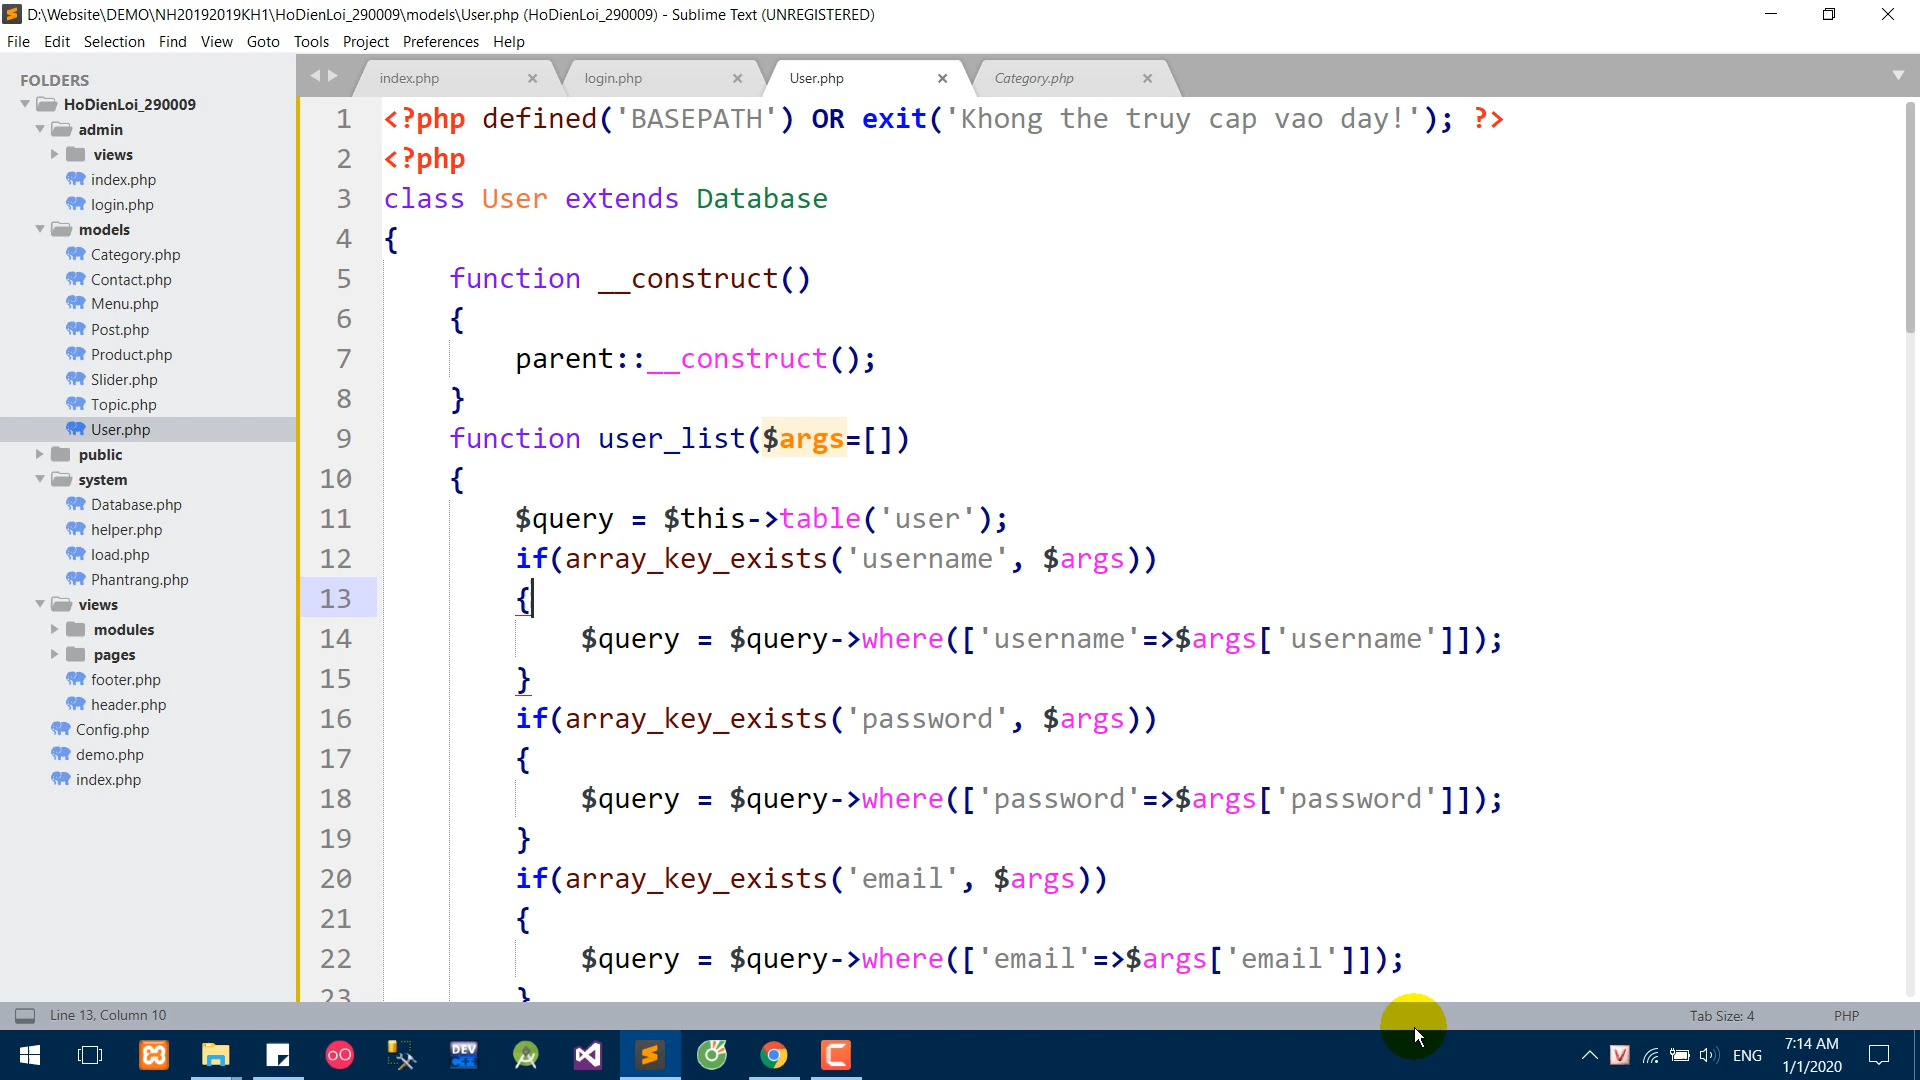 D:\Website\DEMO\NH20192019KH1\HoDienLoi_290009\models\User.php (HoDienLoi_290009) - Sublime Text (UNREGISTERED)
File Edit Selection Find View Goto Tools Project Preferences Help
FOLDERS
HoDienLoi_290009
admin
views
index.php
login.php
models
Category.php
Contact.php
Menu.php
Post.php
Product.php
Slider.php
Topic.php
User.php
public
system
Database.php
helper.php
load.php
Phantrang.php
views
modules
pages
footer.php
header.php
Config.php
demo.php
index.php
index.php login.php User.php Category.php
1 <?php defined('BASEPATH') OR exit('Khong the truy cap vao day!'); ?>
2 <?php
3 class User extends Database
4 {
5 function __construct()
6 {
7 parent::__construct();
8 }
9 function user_list($args=[])
10 {
11 $query = $this->table('user');
12 if(array_key_exists('username', $args))
13 {
14 $query = $query->where(['username'=>$args['username']]);
15 }
16 if(array_key_exists('password', $args))
17 {
18 $query = $query->where(['password'=>$args['password']]);
19 }
20 if(array_key_exists('email', $args))
21 {
22 $query = $query->where(['email'=>$args['email']]);
23 }
Line 13, Column 10 Tab Size: 4 PHP
DEV
V
ENG
7:14 AM
1/1/2020